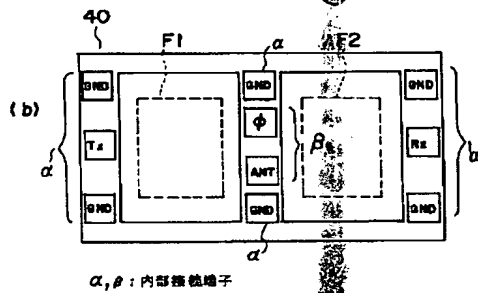 40
F1 α F2
GND GND GND
(b) φ
α Tx β Rx α
ANT
GND GND GND
α
α, β : 内部接続端子